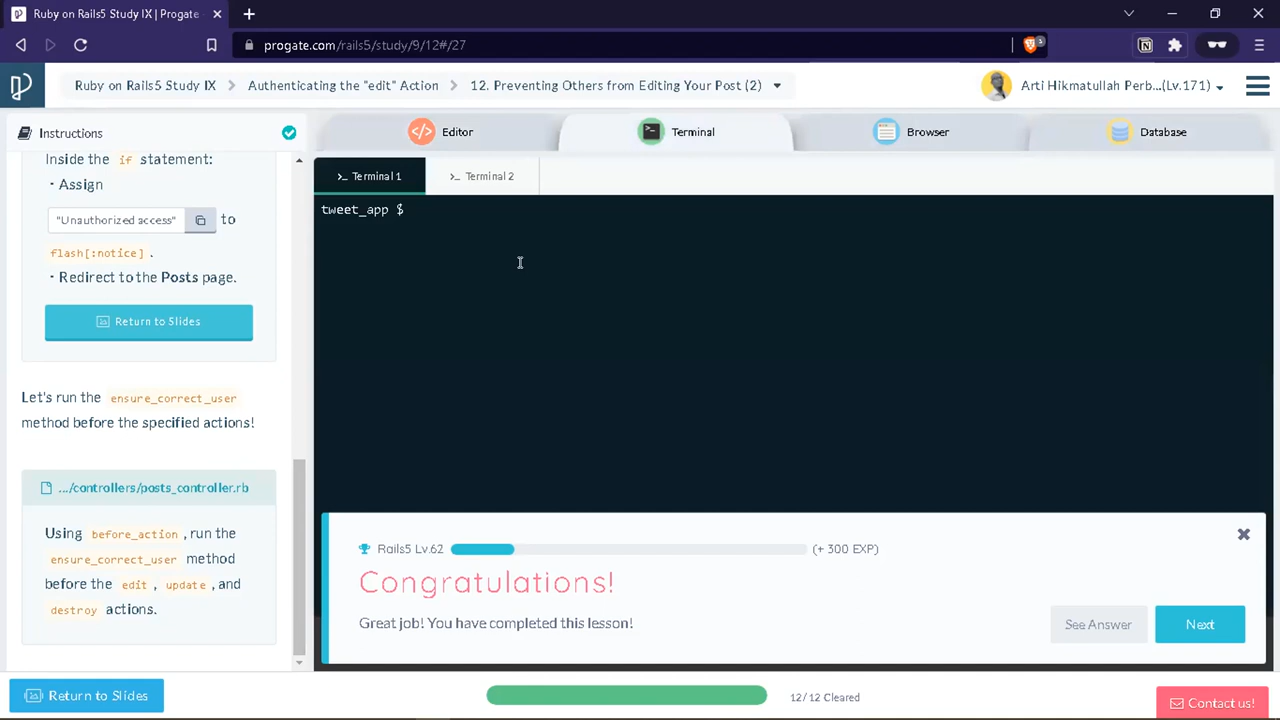 Ruby on Rails5 Study IX | Progate
progate.com/rails5/study/9/12#/27
Ruby on Rails5 Study IX
Authenticating the "edit" Action
12. Preventing Others from Editing Your Post (2)
Arti Hikmatullah Perb...(Lv.171)
Instructions
Editor
Terminal
Browser
Database
Inside the if statement:
• Assign
"Unauthorized access" to
flash[:notice] .
• Redirect to the Posts page.
Return to Slides
Let's run the ensure_correct_user
method before the specified actions!
.../controllers/posts_controller.rb
Using before_action , run the
ensure_correct_user method
before the edit , update , and
destroy actions.
>_ Terminal 1
>_ Terminal 2
tweet_app $
Rails5 Lv.62
(+ 300 EXP)
Congratulations!
Great job! You have completed this lesson!
See Answer
Next
Return to Slides
12/12 Cleared
Contact us!